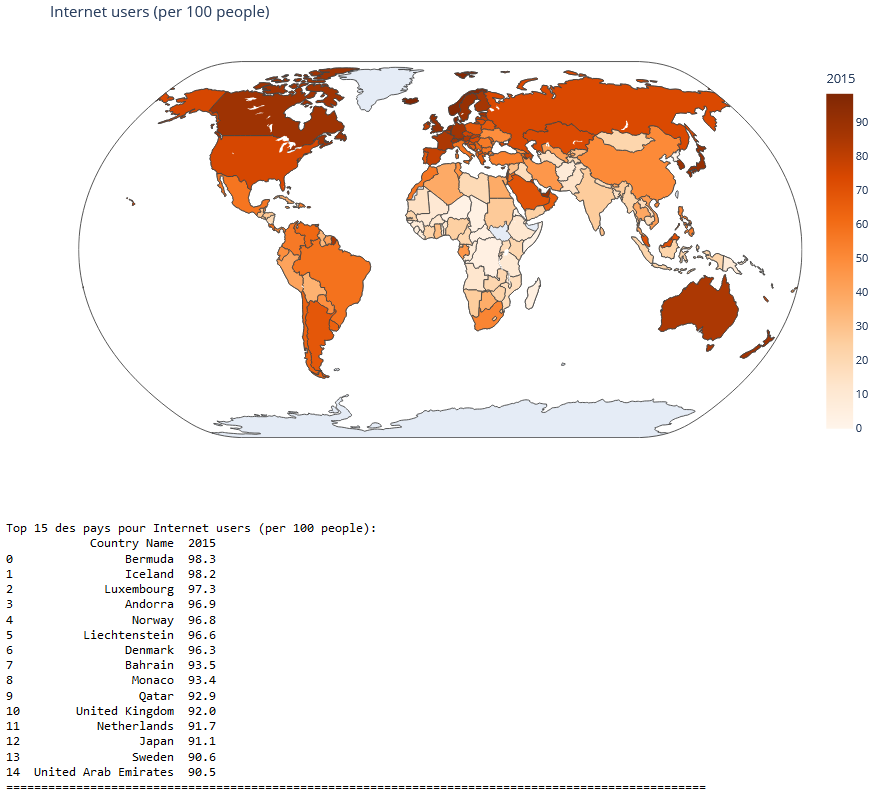 Internet users (per 100 people)
2015
90
80
70
60
50
40
30
20
10
0
Top 15 des pays pour Internet users (per 100 people):
Country Name 2015
0 Bermuda 98.3
1 Iceland 98.2
2 Luxembourg 97.3
3 Andorra 96.9
4 Norway 96.8
5 Liechtenstein 96.6
6 Denmark 96.3
7 Bahrain 93.5
8 Monaco 93.4
9 Qatar 92.9
10 United Kingdom 92.0
11 Netherlands 91.7
12 Japan 91.1
13 Sweden 90.6
14 United Arab Emirates 90.5
====================================================================================================